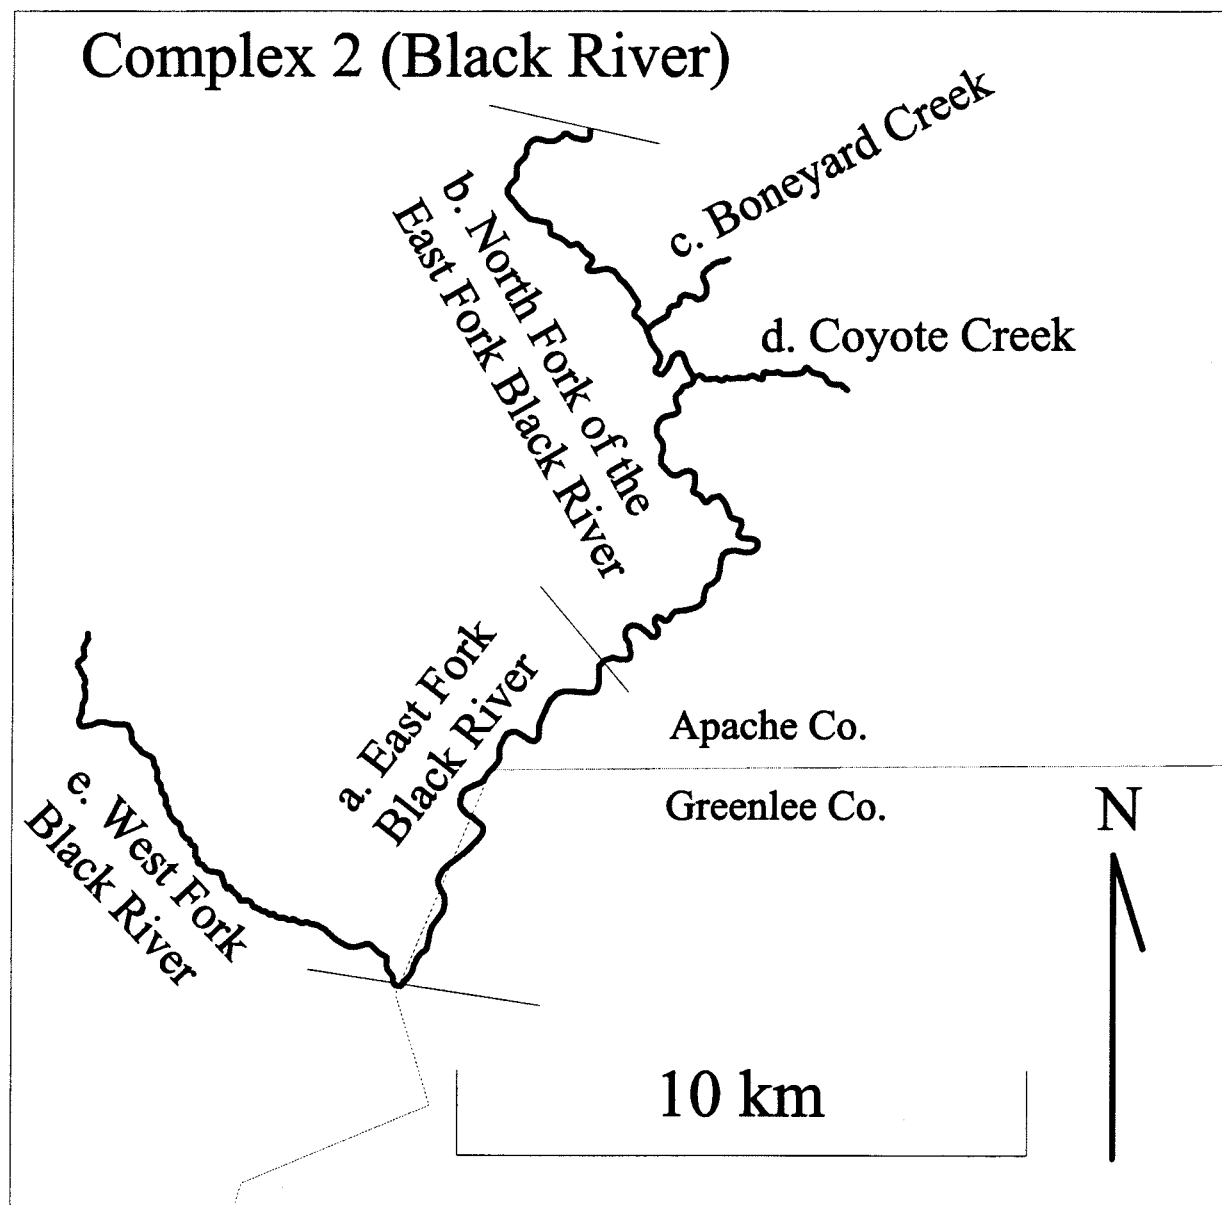 Complex 2 (Black River)
c. Boneyard Creek
b. North Fork of the
East Fork Black River
d. Coyote Creek
a. East Fork
Black River
Apache Co.
Greenlee Co.
e. West Fork
Black River
N
10 km